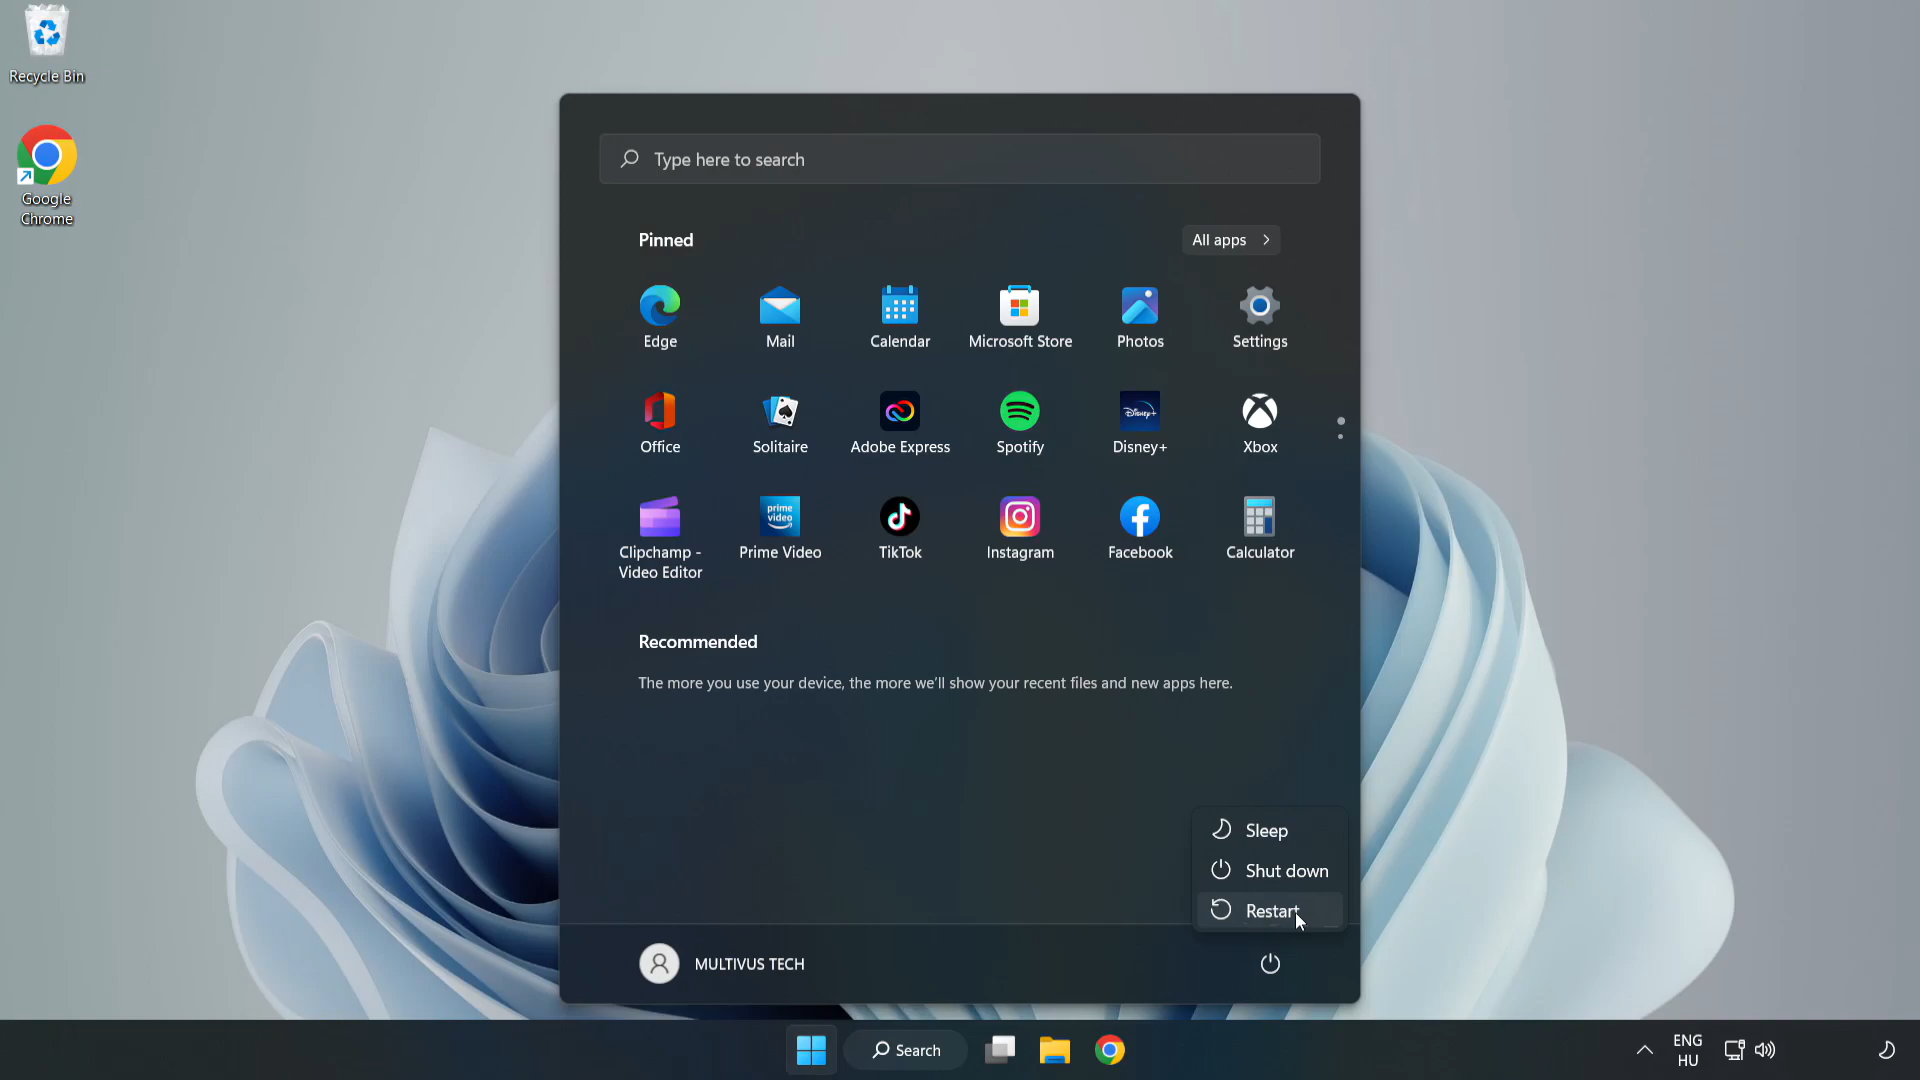 Recycle Bin
Google
Chrome
Type here to search
Pinned
All apps
Edge
Mail
Calendar
Microsoft Store
Photos
Settings
Office
Solitaire
Adobe Express
Spotify
Disney+
Disney+
Xbox
prime
video
Clipchamp -
Video Editor
Prime Video
TikTok
Instagram
Facebook
Calculator
Recommended
The more you use your device, the more we'll show your recent files and new apps here.
Sleep
Shut down
Restart
MULTIVUS TECH
Search
ENG
HU